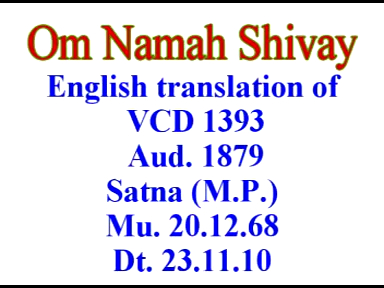 Om Namah Shivay
English translation of
VCD 1393
Aud. 1879
Satna (M.P.)
Mu. 20.12.68
Dt. 23.11.10